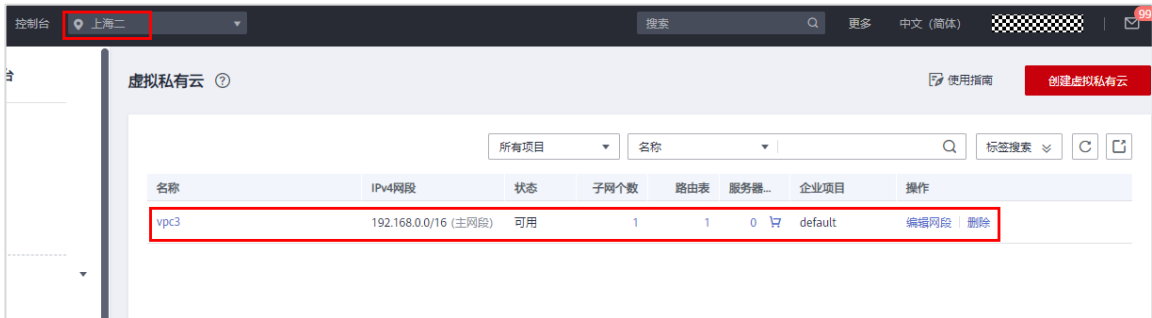 控制台 上海二 搜索 更多 中文 (简体) 99
台
虚拟私有云 ? 使用指南 创建虚拟私有云
所有项目 名称 标签搜索
名称 IPv4网段 状态 子网个数 路由表 服务器... 企业项目 操作
vpc3 192.168.0.0/16 (主网段) 可用 1 1 0 default 编辑网段 删除